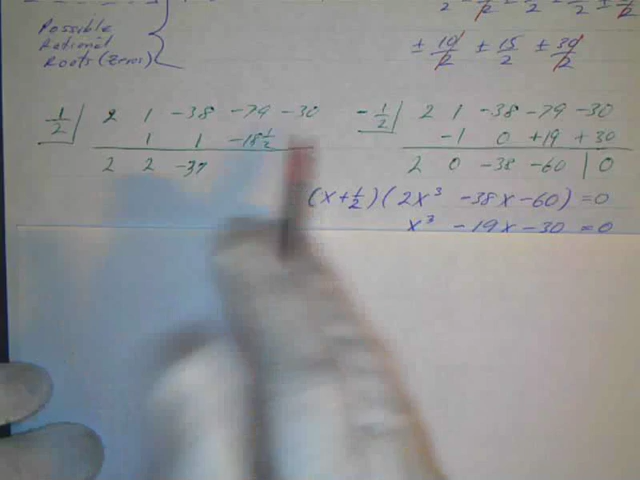 Possible
Rational
Roots (Zeros)
± 10/2 ± 15/2 ± 30/2
1/2 | 2 1 -38 -79 -30
1 1 -18 1/2
2 2 -37
-1/2 | 2 1 -38 -79 -30
-1 0 +19 +30
2 0 -38 -60 | 0
(x+1/2)(2x³ -38x -60) = 0
x³ -19x -30 = 0